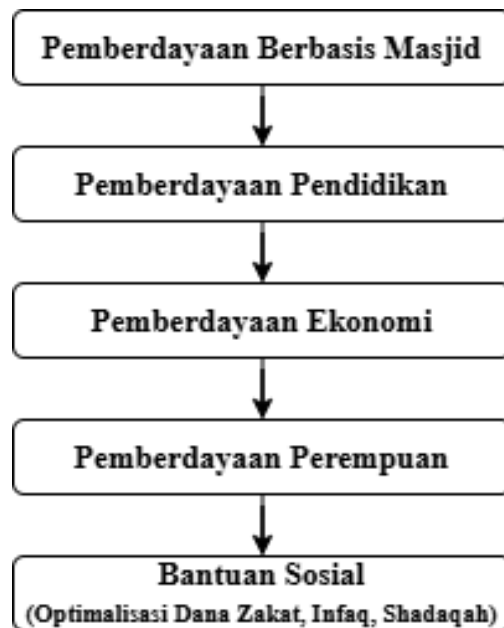 Pemberdayaan Berbasis Masjid
Pemberdayaan Pendidikan
Pemberdayaan Ekonomi
Pemberdayaan Perempuan
Bantuan Sosial
(Optimalisasi Dana Zakat, Infaq, Shadaqah)